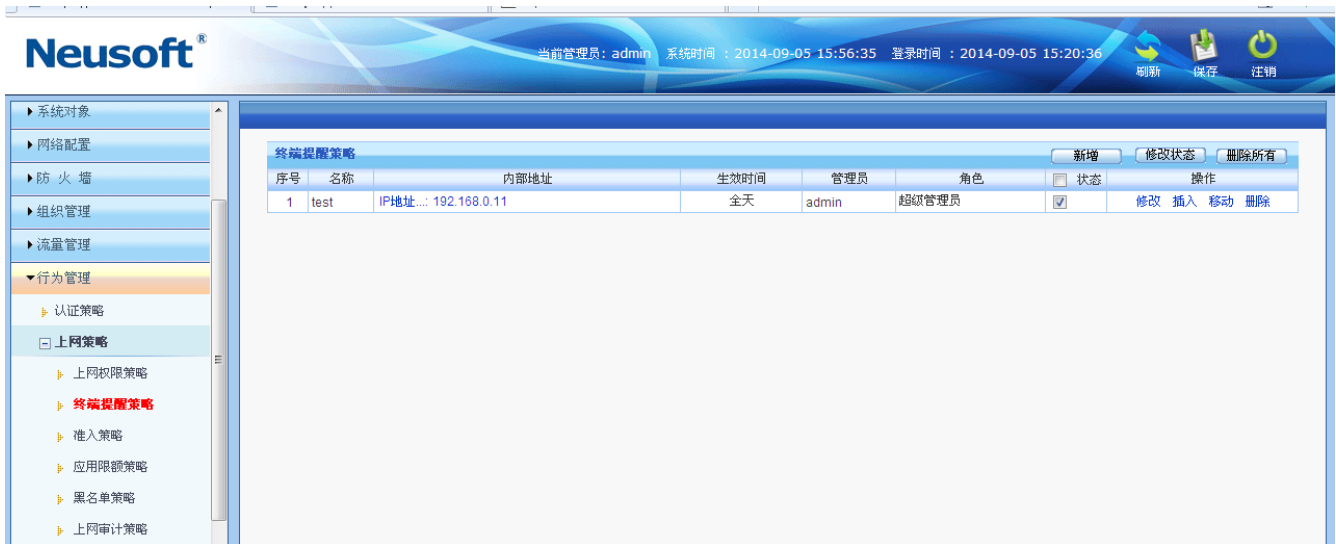 Neusoft®
当前管理员: admin 系统时间 : 2014-09-05 15:56:35 登录时间 : 2014-09-05 15:20:36
刷新 保存 注销
系统对象
网络配置
防 火 墙
组织管理
流量管理
行为管理
认证策略
上网策略
上网权限策略
终端提醒策略
准入策略
应用限额策略
黑名单策略
上网审计策略
终端提醒策略 新增 修改状态 删除所有
序号 名称 内部地址 生效时间 管理员 角色 状态 操作
1 test IP地址...: 192.168.0.11 全天 admin 超级管理员 修改 插入 移动 删除